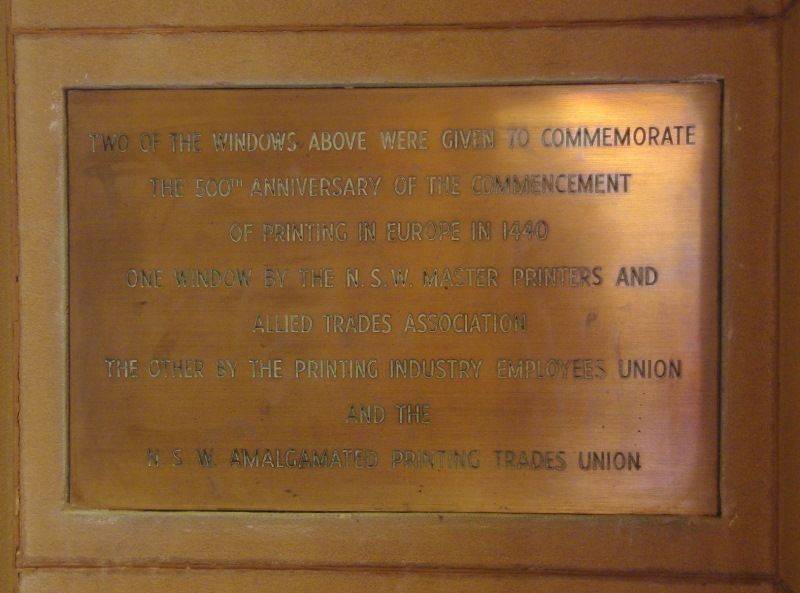 TWO OF THE WINDOWS ABOVE WERE GIVEN TO COMMEMORATE
THE 500TH ANNIVERSARY OF THE COMMENCEMENT
OF PRINTING IN EUROPE IN 1440
ONE WINDOW BY THE N.S.W. MASTER PRINTERS AND
ALLIED TRADES ASSOCIATION
THE OTHER BY THE PRINTING INDUSTRY EMPLOYEES UNION
AND THE
N.S.W. AMALGAMATED PRINTING TRADES UNION